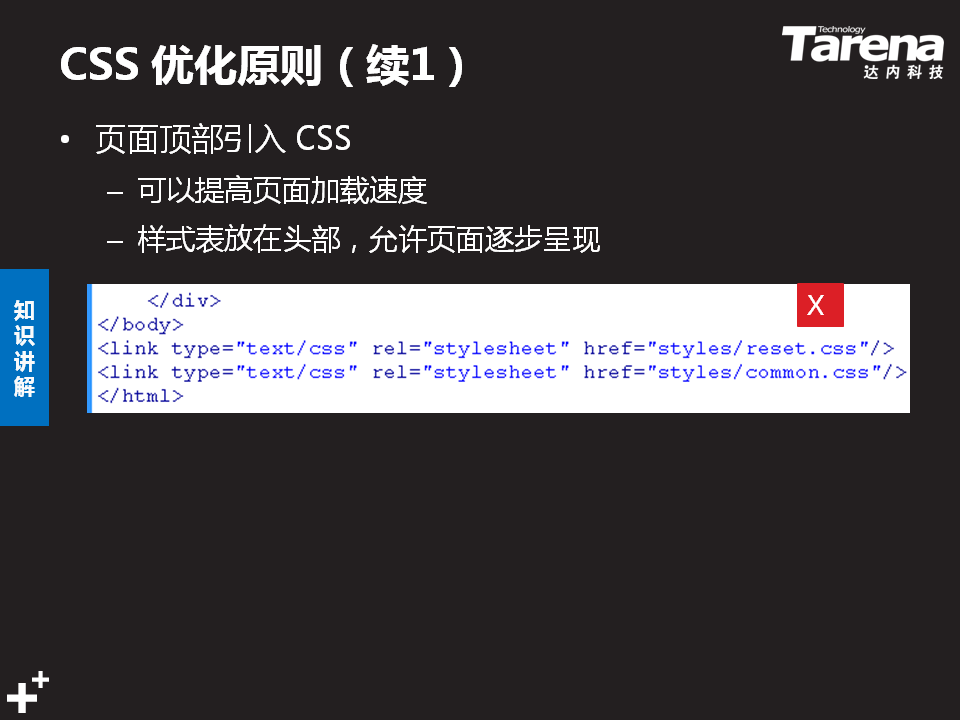 CSS 优化原则（续1）
Technology
Tarena
达内科技
• 页面顶部引入 CSS
– 可以提高页面加载速度
– 样式表放在头部，允许页面逐步呈现
知识讲解
X
</div>
</body>
<link type="text/css" rel="stylesheet" href="styles/reset.css"/>
<link type="text/css" rel="stylesheet" href="styles/common.css"/>
</html>